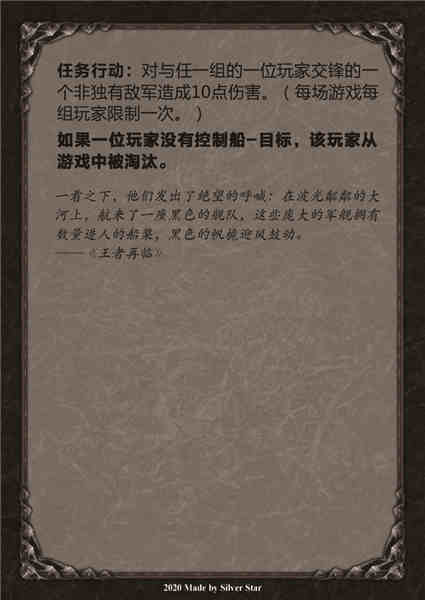 任务行动：对与任一组的一位玩家交锋的一
个非独有敌军造成10点伤害。（每场游戏每
组玩家限制一次。）
如果一位玩家没有控制船-目标，该玩家从
游戏中被淘汰。
一看之下，他们发出了绝望的呼喊：在波光粼粼的大
河上，航来了一座黑色的舰队，这些庞大的军舰拥有
数量逼人的船桨，黑色的帆桅迎风鼓动。
——《王者再临》
2020 Made by Silver Star